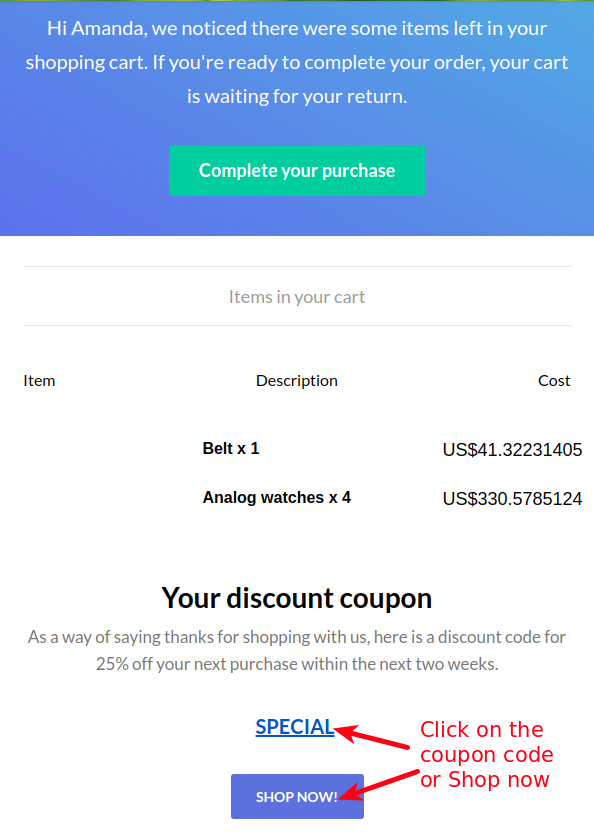 Hi Amanda, we noticed there were some items left in your
shopping cart. If you're ready to complete your order, your cart
is waiting for your return.
Complete your purchase
Items in your cart
Item Description Cost
Belt x 1 US$41.32231405
Analog watches x 4 US$330.5785124
Your discount coupon
As a way of saying thanks for shopping with us, here is a discount code for
25% off your next purchase within the next two weeks.
SPECIAL
Click on the
coupon code
or Shop now
SHOP NOW!